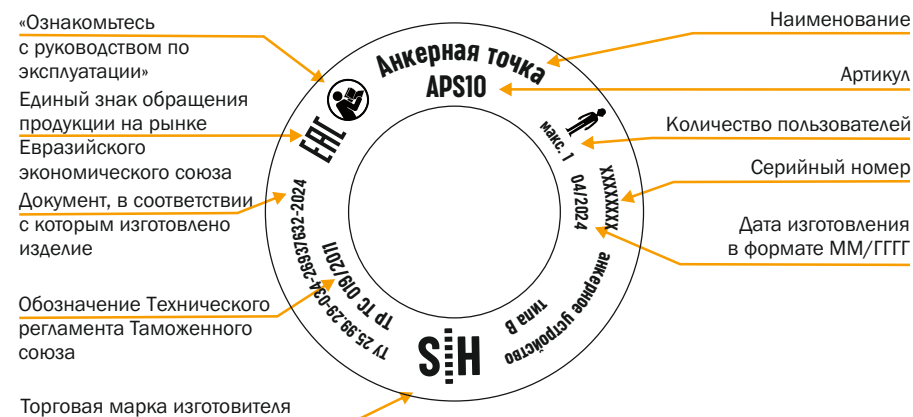 «Ознакомьтесь
с руководством по
эксплуатации»
Единый знак обращения
продукции на рынке
Евразийского
экономического союза
Документ, в соответствии
с которым изготовлено
изделие
Обозначение Технического
регламента Таможенного
союза
Торговая марка изготовителя
Анкерная точка
APS10
EAC
макс. 1
XXXXXXXX
04/2024
анкерное устройство
типа В
H|S
ТР ТС 019/2011
ТУ 25.99.29-034-26937632-2024
Наименование
Артикул
Количество пользователей
Серийный номер
Дата изготовления
в формате ММ/ГГГГ